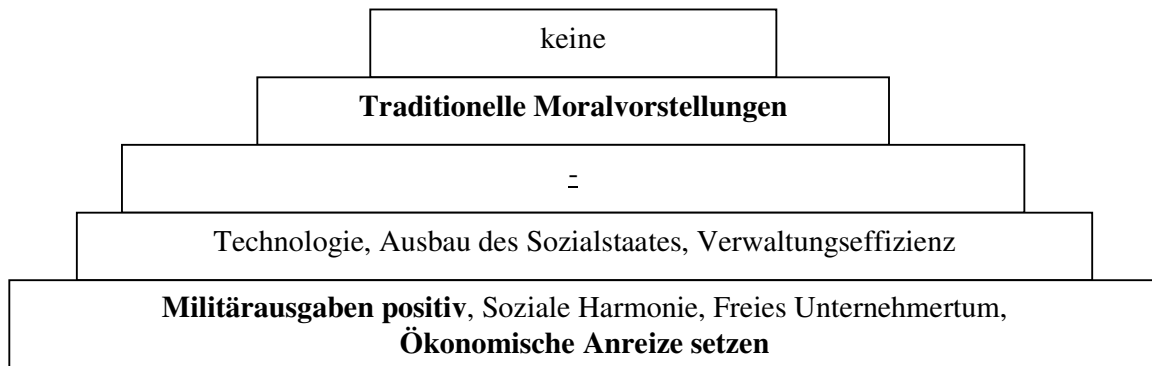 keine
Traditionelle Moralvorstellungen
-
Technologie, Ausbau des Sozialstaates, Verwaltungseffizienz
Militärausgaben positiv, Soziale Harmonie, Freies Unternehmertum,
Ökonomische Anreize setzen